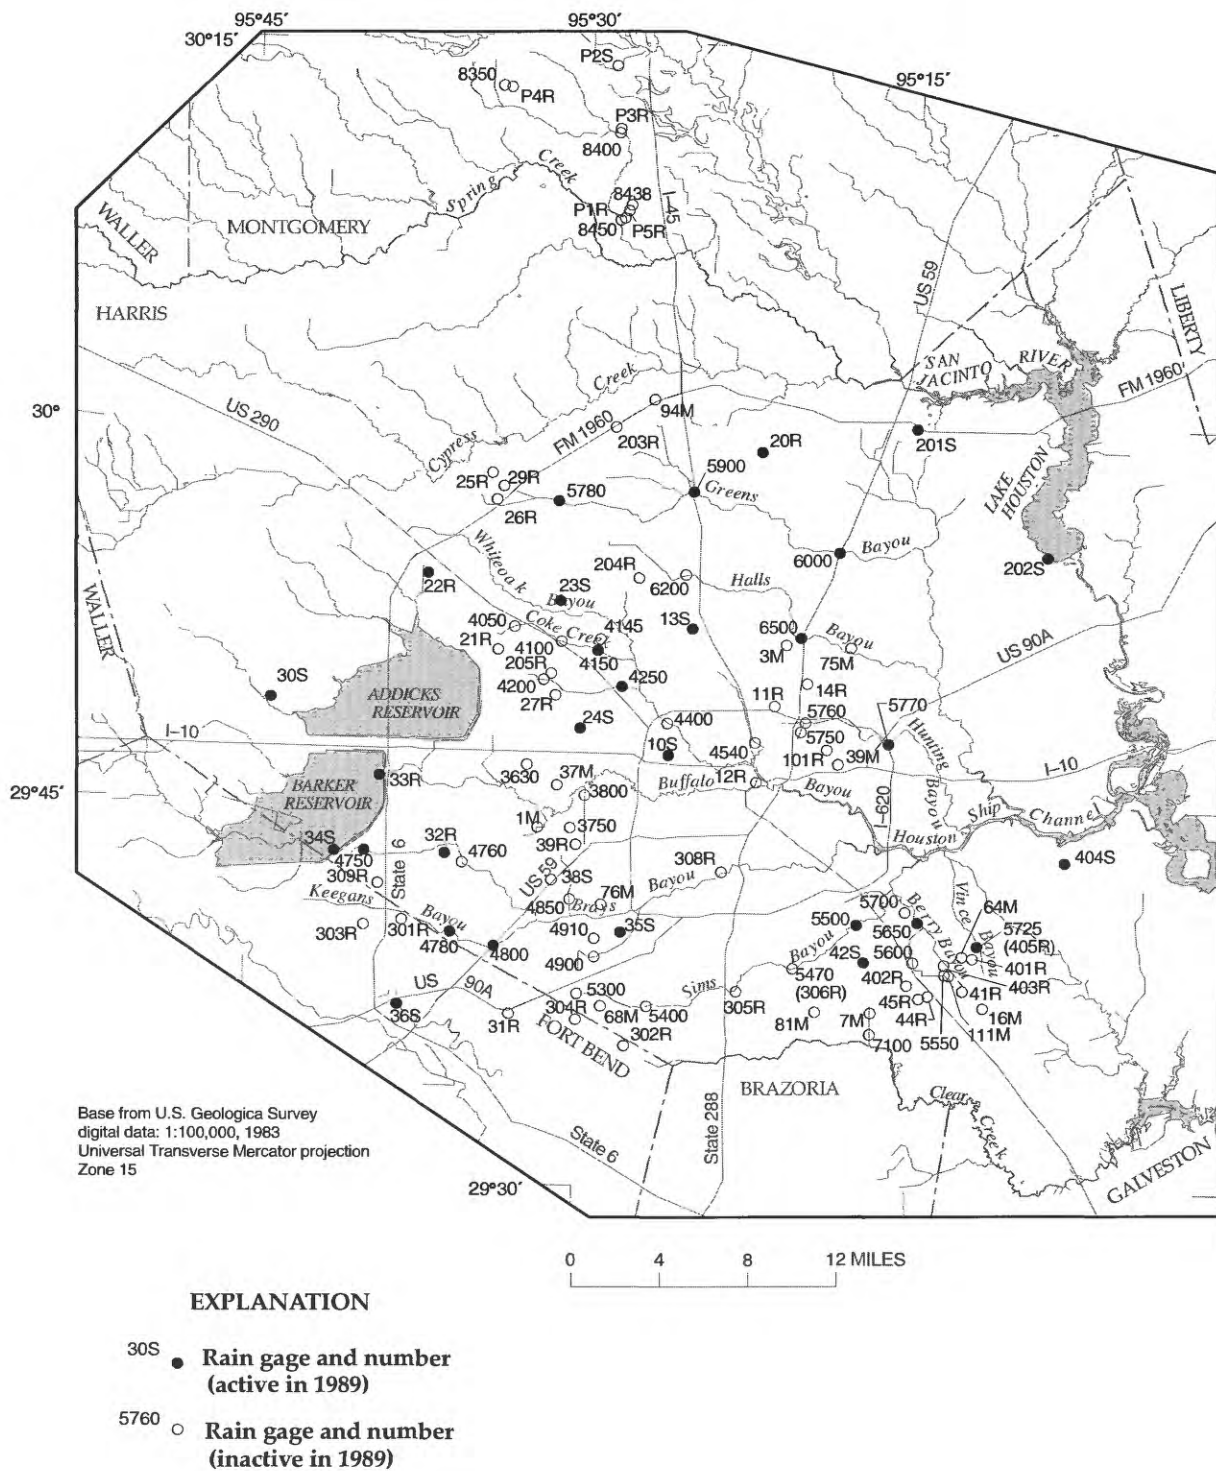 95°45′
95°30′
30°15′
P2S
95°15′
8350
P4R
P3R
8400
Spring Creek
8438
P1R
8450
P5R
I-45
WALLER
MONTGOMERY
HARRIS
US 59
LIBERTY
SAN JACINTO RIVER
FM 1960
Cypress Creek
US 290
30°
94M
FM 1960
203R
20R
201S
25R
29R
26R
5780
5900
Greens Bayou
LAKE HOUSTON
Whiteoak Bayou
6000
202S
22R
204R
6200
Halls Bayou
23S
WALLER
4050
Coke Creek
4145
13S
6500
US 90A
21R
4100
4150
3M
75M
205R
30S
4200
4250
14R
27R
ADDICKS RESERVOIR
11R
5760
5770
24S
4400
Hunting Bayou
I-10
10S
4540
5750
101R
39M
33R
3630
37M
12R
I-10
29°45′
BARKER RESERVOIR
3800
Buffalo Bayou
I-620
1M
3750
Houston Ship Channel
34S
32R
39R
4750
4760
308R
404S
309R
State 6
US 59
38S
Keegans Bayou
4850
76M
Brays Bayou
5700
Berry Bayou
Vince Bayou
64M
303R
301R
4910
35S
5500
5650
5725
(405R)
4780
4800
42S
5600
4900
5470
(306R)
402R
401R
403R
US 90A
5300
Sims Bayou
45R
41R
36S
304R
305R
44R
16M
31R
68M
5400
81M
7M
111M
302R
5550
7100
FORT BEND
BRAZORIA
Clear Creek
State 288
Base from U.S. Geologica Survey
digital data: 1:100,000, 1983
Universal Transverse Mercator projection
Zone 15
State 6
GALVESTON
29°30′
0 4 8 12 MILES
EXPLANATION
30S
Rain gage and number
(active in 1989)
5760
Rain gage and number
(inactive in 1989)